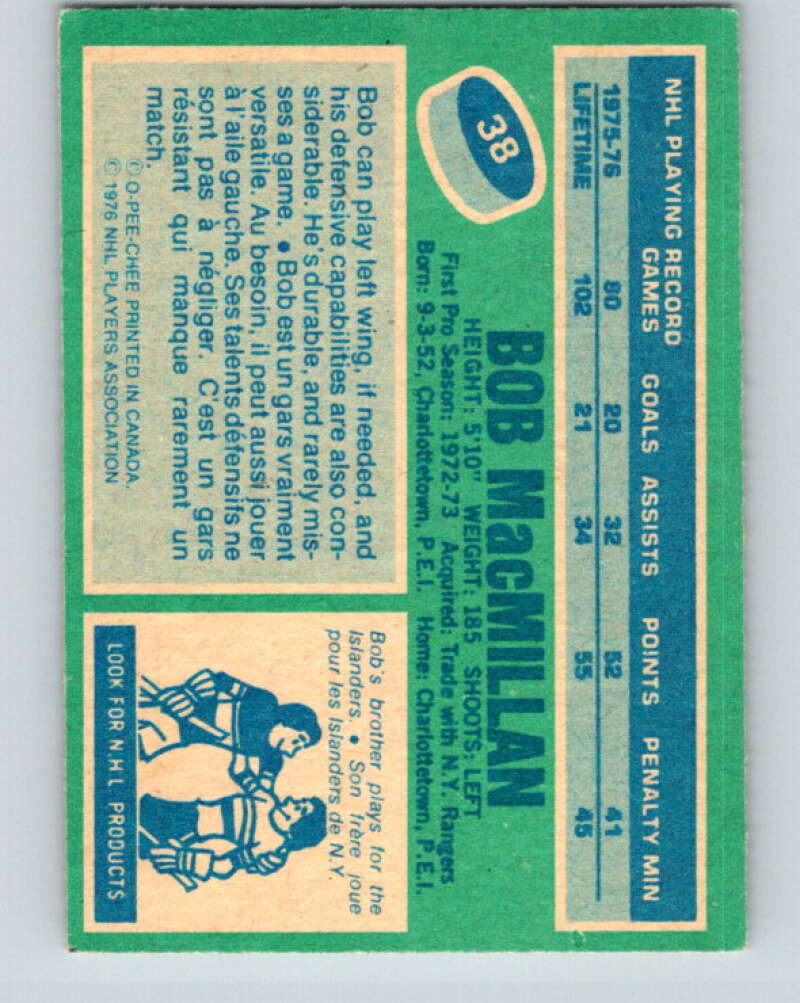 NHL PLAYING RECORD
GAMES GOALS ASSISTS POINTS PENALTY MIN
1975-76 80 20 32 52 41
LIFETIME 102 21 34 55 45
38
BOB MacMILLAN
HEIGHT: 5'10" WEIGHT: 185 SHOOTS: LEFT
First Pro Season: 1972-73 Acquired: Trade with N.Y. Rangers
Born: 9-3-52, Charlottetown, P.E.I. Home: Charlottetown, P.E.I.
Bob can play left wing, if needed, and
his defensive capabilities are also con-
siderable. He's durable, and rarely mis-
ses a game. • Bob est un gars vraiment
versatile. Au besoin, il peut aussi jouer
à l'aile gauche. Ses talents défensifs ne
sont pas à négliger. C'est un gars
résistant qui manque rarement un
match.
© O-PEE-CHEE PRINTED IN CANADA.
© 1976 NHL PLAYERS ASSOCIATION
Bob's brother plays for the
Islanders. • Son frère joue
pour les Islanders de N.Y.
LOOK FOR N.H.L. PRODUCTS